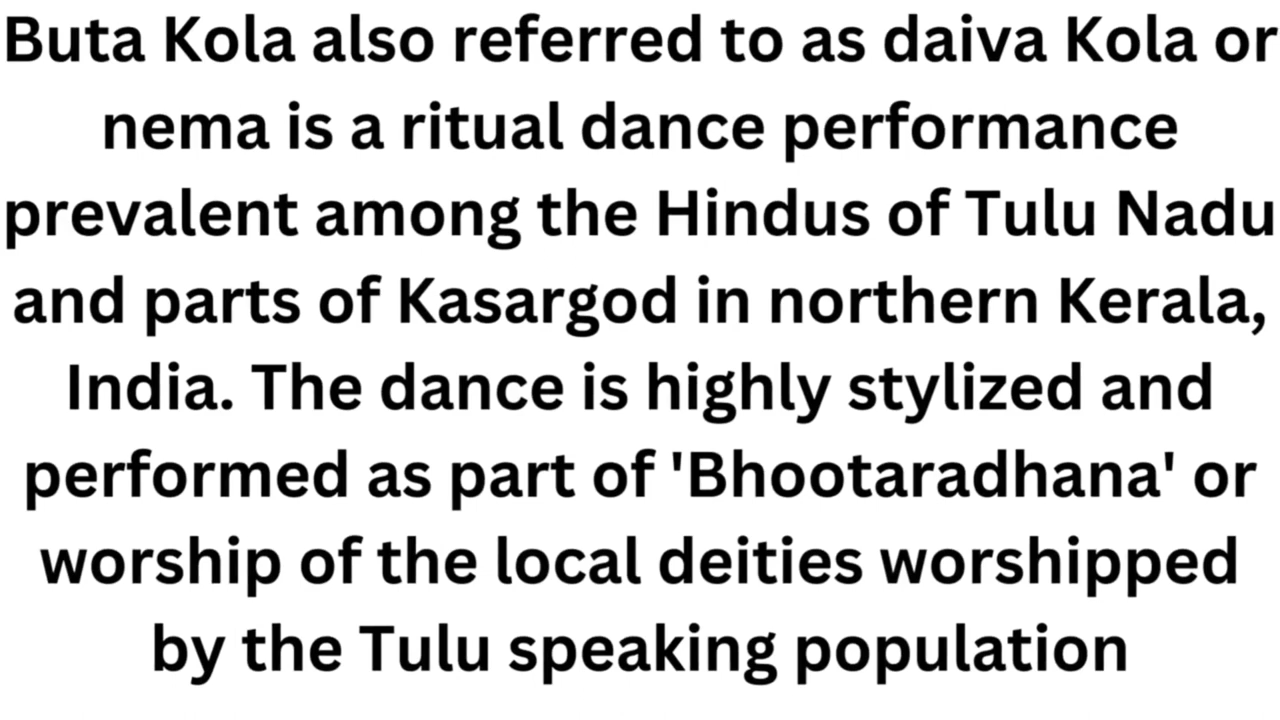 Buta Kola also referred to as daiva Kola or
nema is a ritual dance performance
prevalent among the Hindus of Tulu Nadu
and parts of Kasargod in northern Kerala,
India. The dance is highly stylized and
performed as part of 'Bhootaradhana' or
worship of the local deities worshipped
by the Tulu speaking population